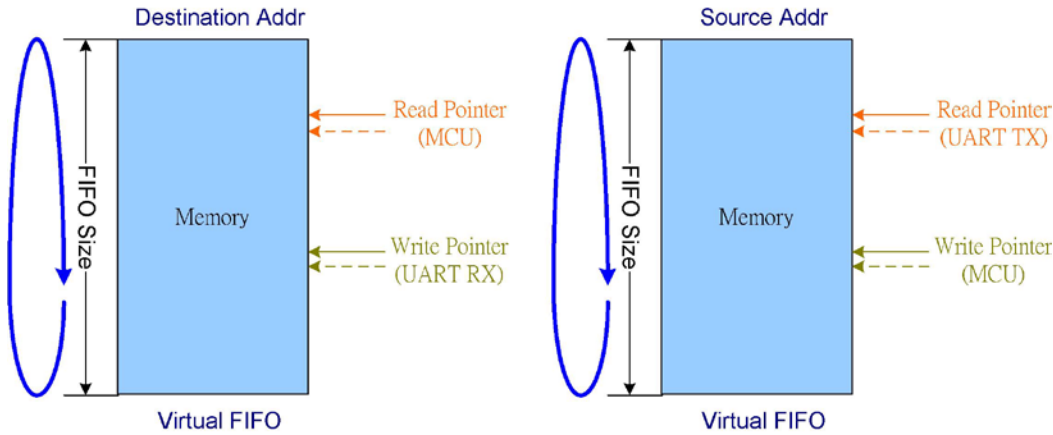 Destination Addr
FIFO Size
Memory
Read Pointer
(MCU)
Write Pointer
(UART RX)
Virtual FIFO
Source Addr
FIFO Size
Memory
Read Pointer
(UART TX)
Write Pointer
(MCU)
Virtual FIFO